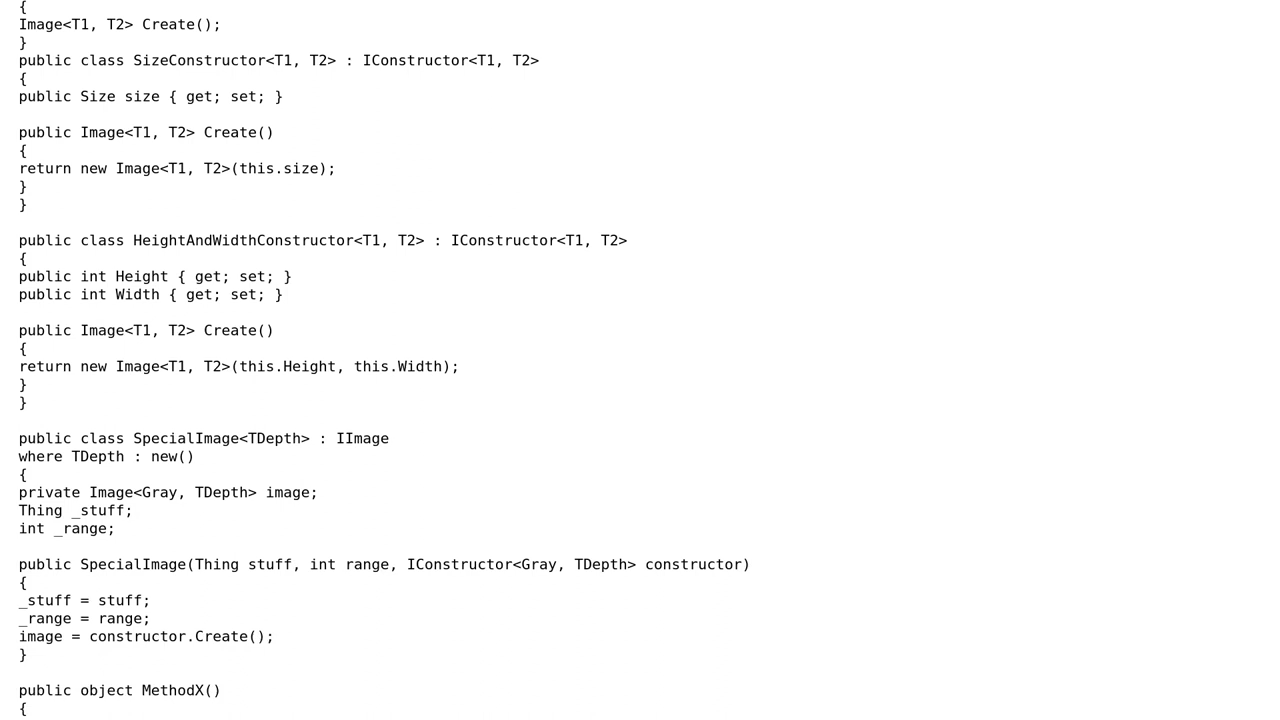 {
Image<T1, T2> Create();
}
public class SizeConstructor<T1, T2> : IConstructor<T1, T2>
{
public Size size { get; set; }
public Image<T1, T2> Create()
{
return new Image<T1, T2>(this.size);
}
}
public class HeightAndWidthConstructor<T1, T2> : IConstructor<T1, T2>
{
public int Height { get; set; }
public int Width { get; set; }
public Image<T1, T2> Create()
{
return new Image<T1, T2>(this.Height, this.Width);
}
}
public class SpecialImage<TDepth> : IImage
where TDepth : new()
{
private Image<Gray, TDepth> image;
Thing _stuff;
int _range;
public SpecialImage(Thing stuff, int range, IConstructor<Gray, TDepth> constructor)
{
_stuff = stuff;
_range = range;
image = constructor.Create();
}
public object MethodX()
{